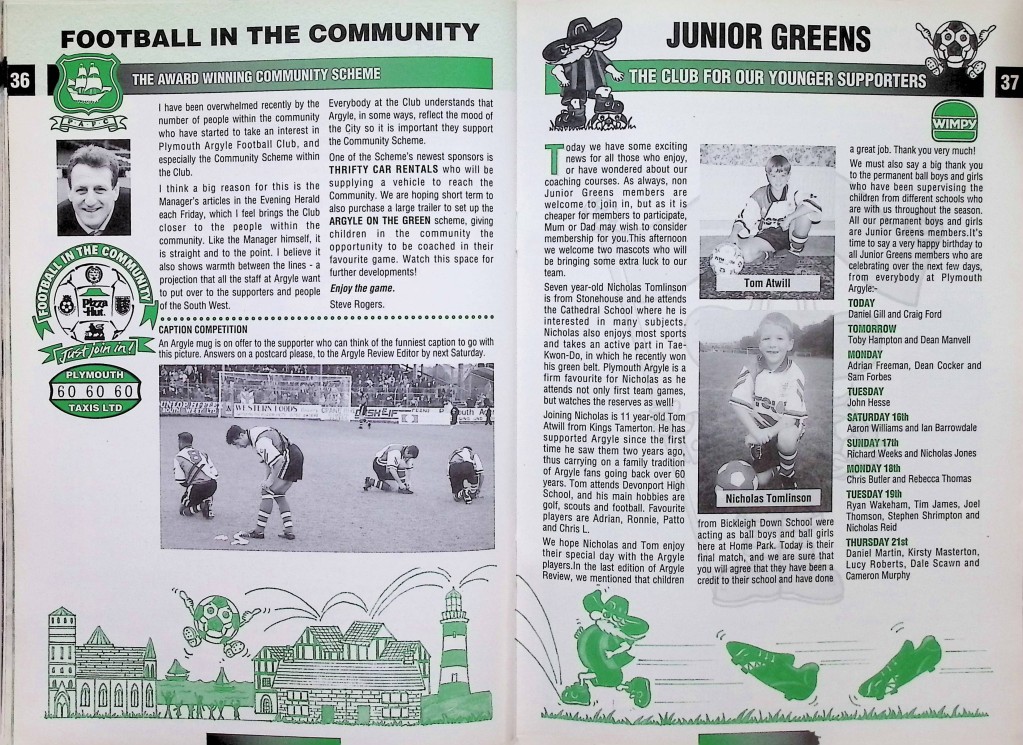 FOOTBALL IN THE COMMUNITY
36
THE AWARD WINNING COMMUNITY SCHEME
P.A.F.C.
I have been overwhelmed recently by the
number of people within the community
who have started to take an interest in
Plymouth Argyle Football Club, and
especially the Community Scheme within
the Club.
I think a big reason for this is the
Manager's articles in the Evening Herald
each Friday, which I feel brings the Club
closer to the people within the
community. Like the Manager himself, it
is straight and to the point. I believe it
also shows warmth between the lines - a
projection that all the staff at Argyle want
to put over to the supporters and people
of the South West.
Everybody at the Club understands that
Argyle, in some ways, reflect the mood of
the City so it is important they support
the Community Scheme.
One of the Scheme's newest sponsors is
THRIFTY CAR RENTALS who will be
supplying a vehicle to reach the
Community. We are hoping short term to
also purchase a large trailer to set up the
ARGYLE ON THE GREEN scheme, giving
children in the community the
opportunity to be coached in their
favourite game. Watch this space for
further developments!
Enjoy the game.
Steve Rogers.
FOOTBALL IN THE COMMUNITY
Pizza
Hut
Just join in!
PLYMOUTH
60 60 60
TAXIS LTD
CAPTION COMPETITION
An Argyle mug is on offer to the supporter who can think of the funniest caption to go with
this picture. Answers on a postcard please, to the Argyle Review Editor by next Saturday.
WESTERN FOODS
JUNIOR GREENS
37
THE CLUB FOR OUR YOUNGER SUPPORTERS
WIMPY
Today we have some exciting
news for all those who enjoy,
or have wondered about our
coaching courses. As always, non
Junior Greens members are
welcome to join in, but as it is
cheaper for members to participate,
Mum or Dad may wish to consider
membership for you.This afternoon
we welcome two mascots who will
be bringing some extra luck to our
team.
Seven year-old Nicholas Tomlinson
is from Stonehouse and he attends
the Cathedral School where he is
interested in many subjects.
Nicholas also enjoys most sports
and takes an active part in Tae-
Kwon-Do, in which he recently won
his green belt. Plymouth Argyle is a
firm favourite for Nicholas as he
attends not only first team games,
but watches the reserves as well!
Joining Nicholas is 11 year-old Tom
Atwill from Kings Tamerton. He has
supported Argyle since the first
time he saw them two years ago,
thus carrying on a family tradition
of Argyle fans going back over 60
years. Tom attends Devonport High
School, and his main hobbies are
golf, scouts and football. Favourite
players are Adrian, Ronnie, Patto
and Chris L.
We hope Nicholas and Tom enjoy
their special day with the Argyle
players.In the last edition of Argyle
Review, we mentioned that children
Tom Atwill
Nicholas Tomlinson
from Bickleigh Down School were
acting as ball boys and ball girls
here at Home Park. Today is their
final match, and we are sure that
you will agree that they have been a
credit to their school and have done
a great job. Thank you very much!
We must also say a big thank you
to the permanent ball boys and girls
who have been supervising the
children from different schools who
are with us throughout the season.
All our permanent boys and girls
are Junior Greens members.It's
time to say a very happy birthday to
all Junior Greens members who are
celebrating over the next few days,
from everybody at Plymouth
Argyle:-
TODAY
Daniel Gill and Craig Ford
TOMORROW
Toby Hampton and Dean Manvell
MONDAY
Adrian Freeman, Dean Cocker and
Sam Forbes
TUESDAY
John Hesse
SATURDAY 16th
Aaron Williams and Ian Barrowdale
SUNDAY 17th
Richard Weeks and Nicholas Jones
MONDAY 18th
Chris Butler and Rebecca Thomas
TUESDAY 19th
Ryan Wakeham, Tim James, Joel
Thomson, Stephen Shrimpton and
Nicholas Reid
THURSDAY 21st
Daniel Martin, Kirsty Masterton,
Lucy Roberts, Dale Scawn and
Cameron Murphy